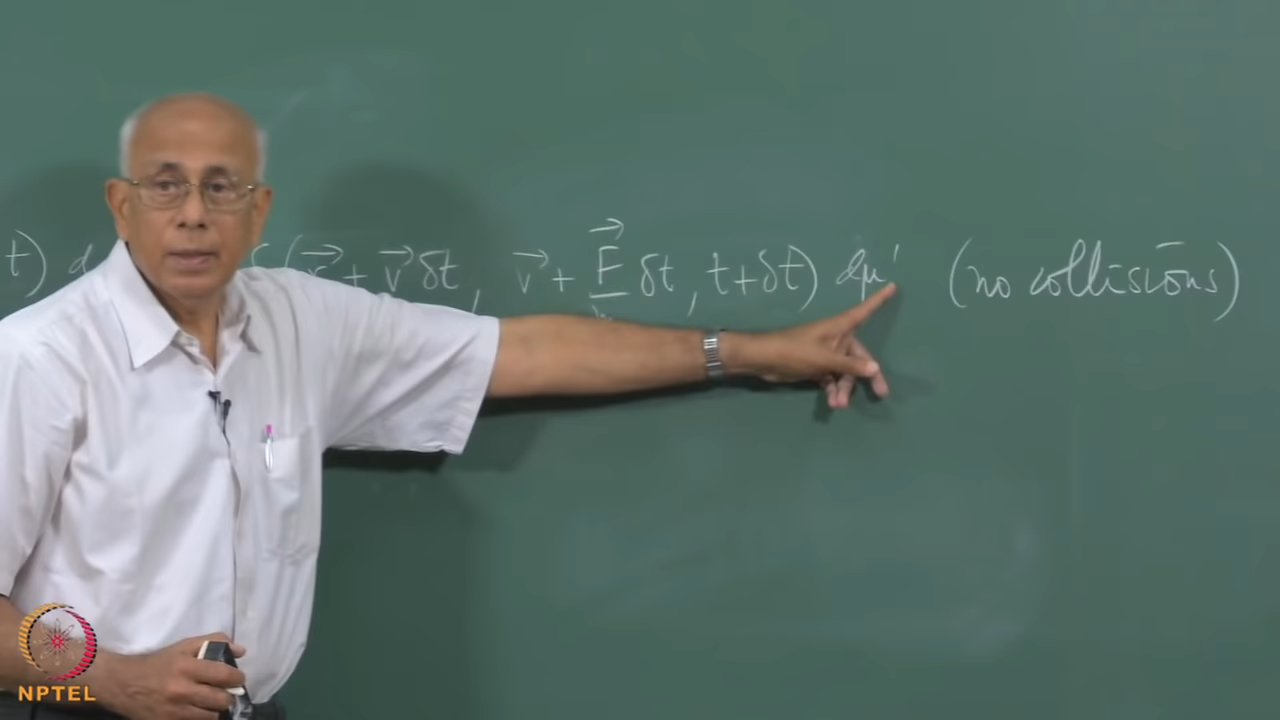 t) d f(r⃗ + v⃗ δt, v⃗ + F⃗ δt, t+δt) dμ' (no collisions)
NPTEL